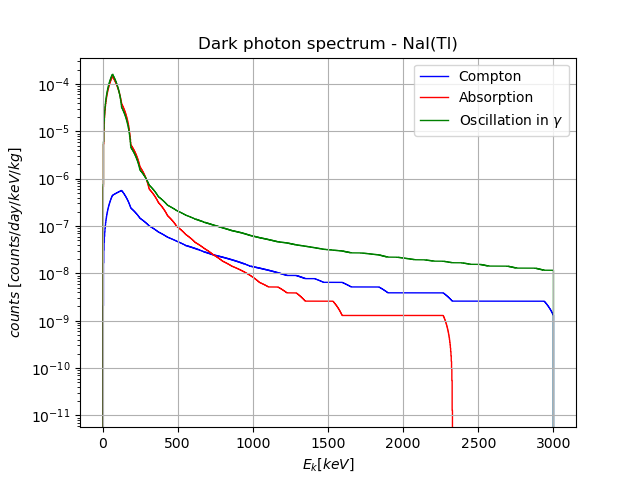 Dark photon spectrum - NaI(Tl)
Compton
Absorption
Oscillation in γ
counts [counts/day/keV/kg]
10⁻⁴
10⁻⁵
10⁻⁶
10⁻⁷
10⁻⁸
10⁻⁹
10⁻¹⁰
10⁻¹¹
0 500 1000 1500 2000 2500 3000
Eₖ[keV]